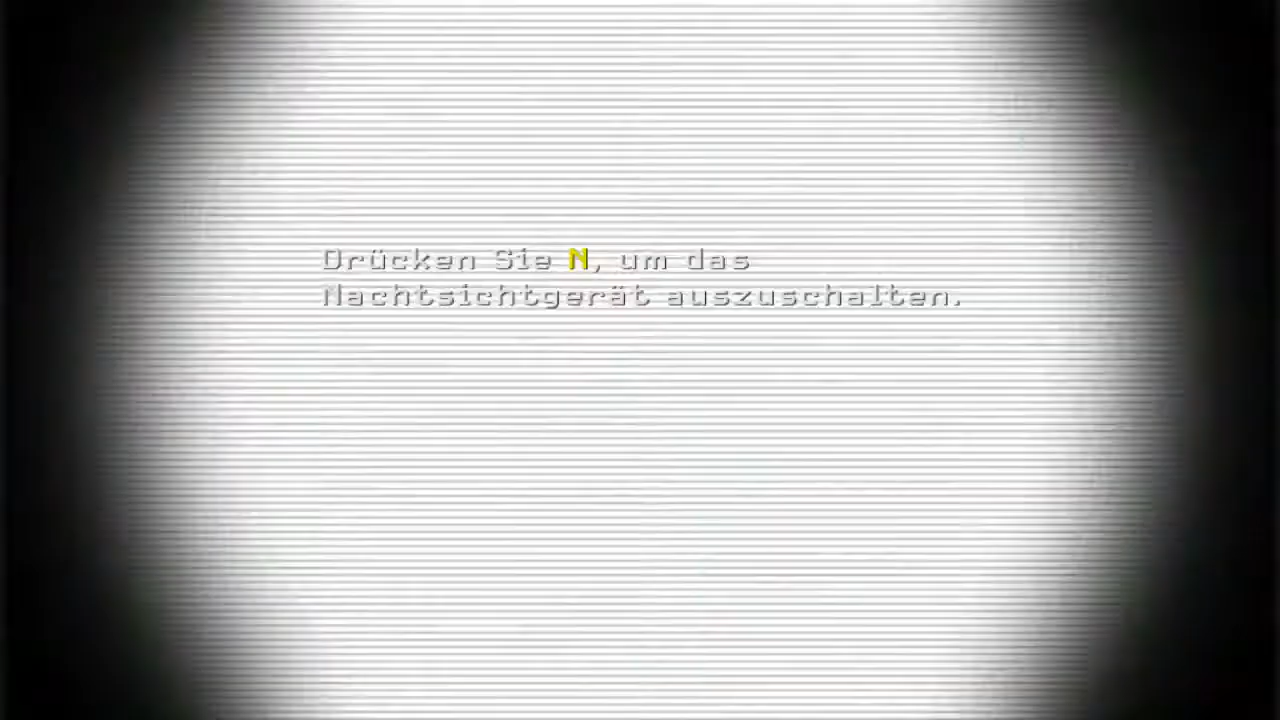 Drücken Sie N, um das
Nachtsichtgerät auszuschalten.